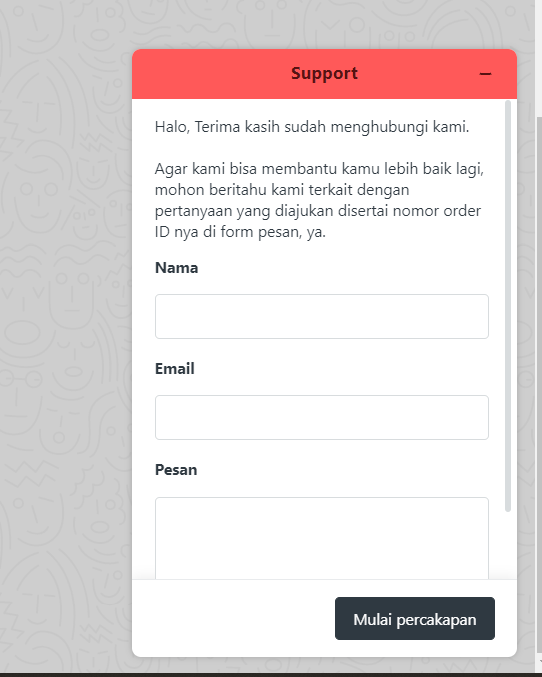 Support
Halo, Terima kasih sudah menghubungi kami.
Agar kami bisa membantu kamu lebih baik lagi,
mohon beritahu kami terkait dengan
pertanyaan yang diajukan disertai nomor order
ID nya di form pesan, ya.
Nama
Email
Pesan
Mulai percakapan